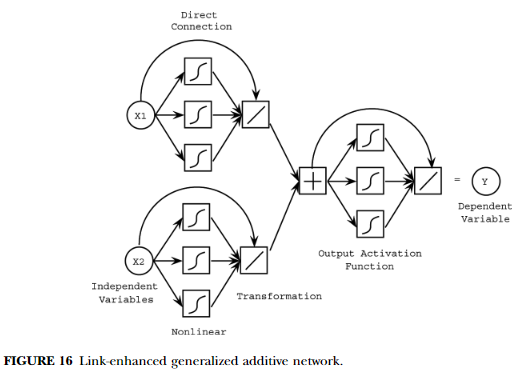 Direct
Connection
X1
X2
Independent
Variables
Transformation
Nonlinear
+
Output Activation
Function
=
Y
Dependent
Variable
FIGURE 16 Link-enhanced generalized additive network.